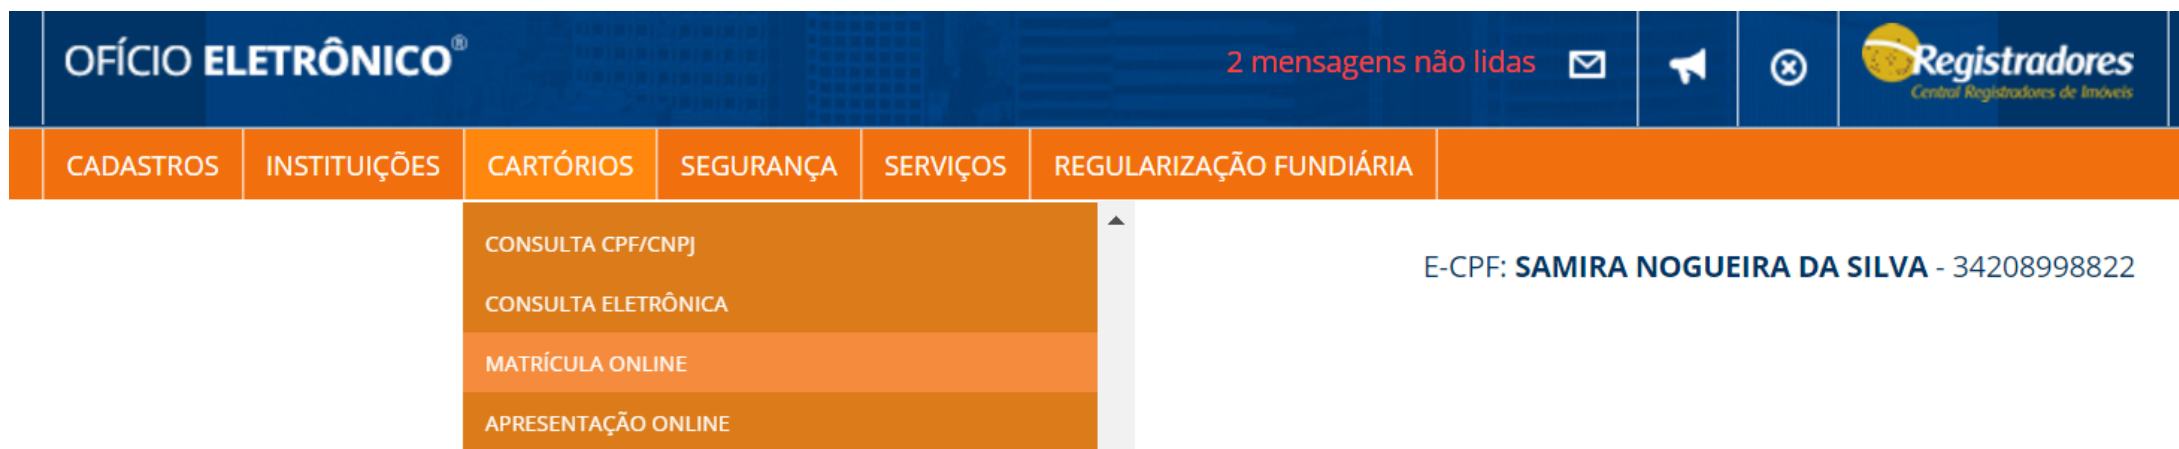 OFÍCIO ELETRÔNICO®
2 mensagens não lidas
Registradores
Central Registradores de Imóveis
CADASTROS INSTITUIÇÕES CARTÓRIOS SEGURANÇA SERVIÇOS REGULARIZAÇÃO FUNDIÁRIA
CONSULTA CPF/CNPJ
E-CPF: SAMIRA NOGUEIRA DA SILVA - 34208998822
CONSULTA ELETRÔNICA
MATRÍCULA ONLINE
APRESENTAÇÃO ONLINE